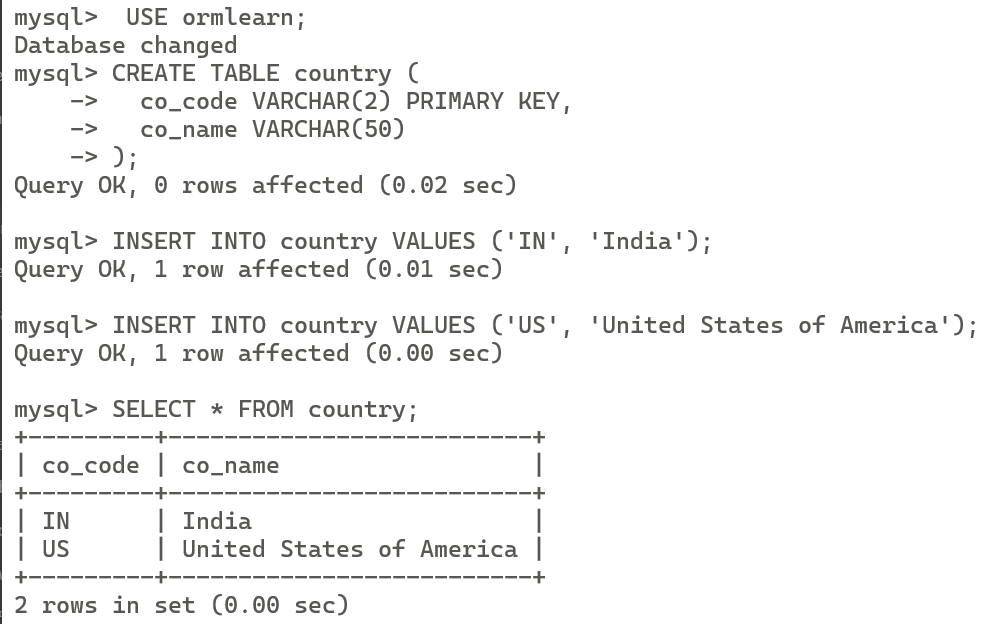 mysql>  USE ormlearn;
Database changed
mysql> CREATE TABLE country (
    ->   co_code VARCHAR(2) PRIMARY KEY,
    ->   co_name VARCHAR(50)
    -> );
Query OK, 0 rows affected (0.02 sec)

mysql> INSERT INTO country VALUES ('IN', 'India');
Query OK, 1 row affected (0.01 sec)

mysql> INSERT INTO country VALUES ('US', 'United States of America');
Query OK, 1 row affected (0.00 sec)

mysql> SELECT * FROM country;
+---------+--------------------------+
| co_code | co_name                  |
+---------+--------------------------+
| IN      | India                    |
| US      | United States of America |
+---------+--------------------------+
2 rows in set (0.00 sec)